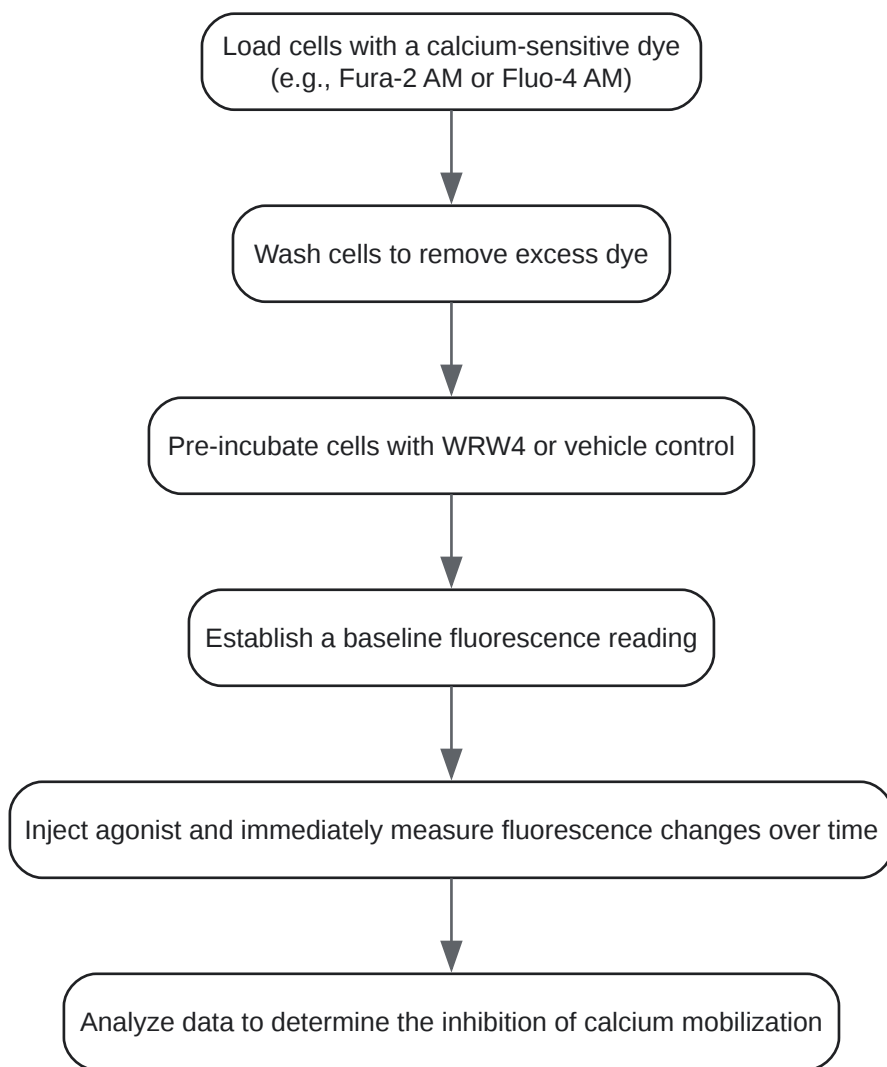 Load cells with a calcium-sensitive dye
(e.g., Fura-2 AM or Fluo-4 AM)
Wash cells to remove excess dye
Pre-incubate cells with WRW4 or vehicle control
Establish a baseline fluorescence reading
Inject agonist and immediately measure fluorescence changes over time
Analyze data to determine the inhibition of calcium mobilization